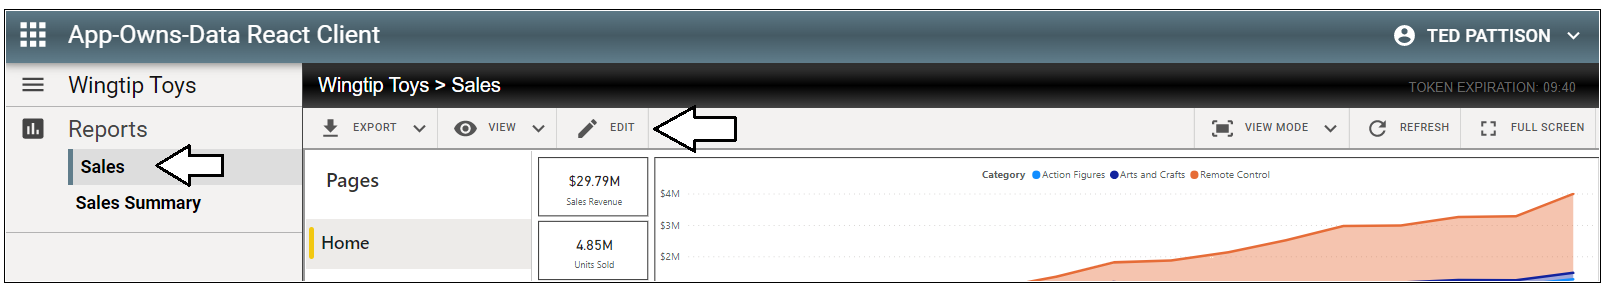 App-Owns-Data React Client
TED PATTISON
Wingtip Toys
Wingtip Toys > Sales
TOKEN EXPIRATION: 09:40
Reports
EXPORT
VIEW
EDIT
VIEW MODE
REFRESH
FULL SCREEN
Sales
Sales Summary
Pages
Home
$29.79M
Sales Revenue
4.85M
Units Sold
Category Action Figures Arts and Crafts Remote Control
$4M
$3M
$2M